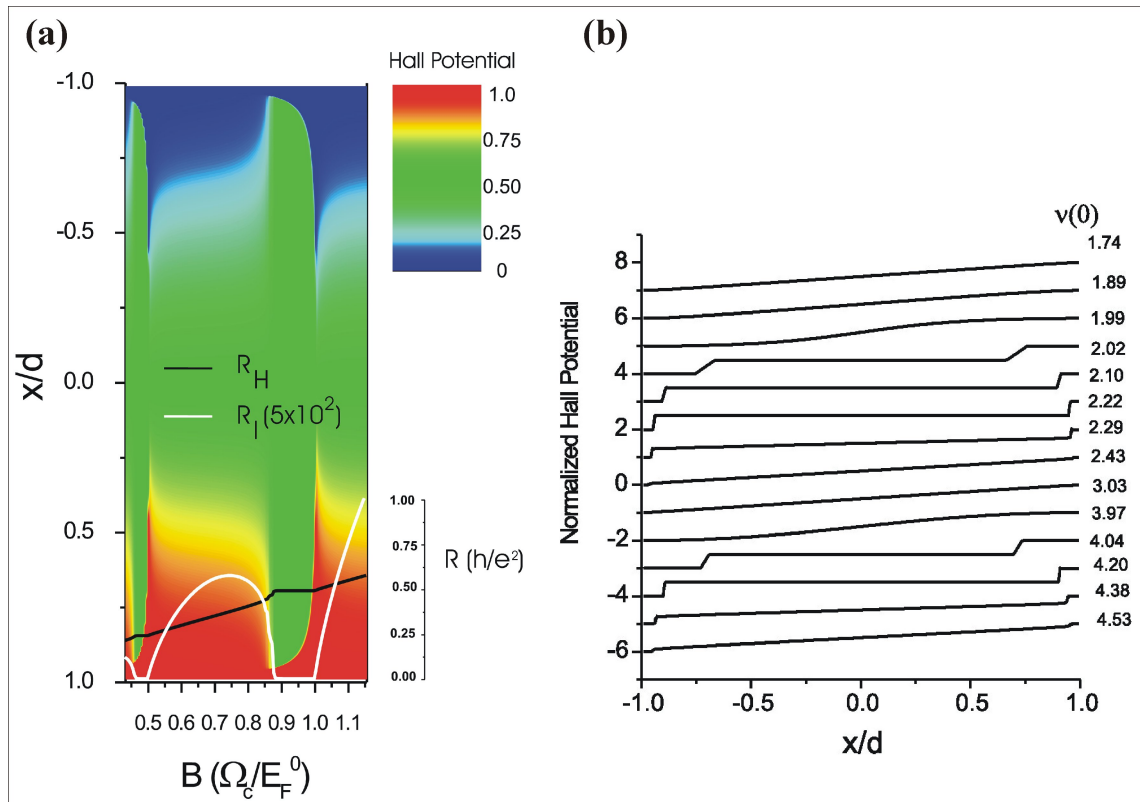 (a)
Hall Potential
1.0
0.75
0.50
0.25
0
-1.0
-0.5
0.0
0.5
1.0
x/d
R_H
R_l (5x10²)
1.00
0.75
0.50
0.25
0.00
R (h/e²)
0.5 0.6 0.7 0.8 0.9 1.0 1.1
B (Ω_c/E_F⁰)
(b)
ν(0)
1.74
1.89
1.99
2.02
2.10
2.22
2.29
2.43
3.03
3.97
4.04
4.20
4.38
4.53
Normalized Hall Potential
8
6
4
2
0
-2
-4
-6
-1.0 -0.5 0.0 0.5 1.0
x/d